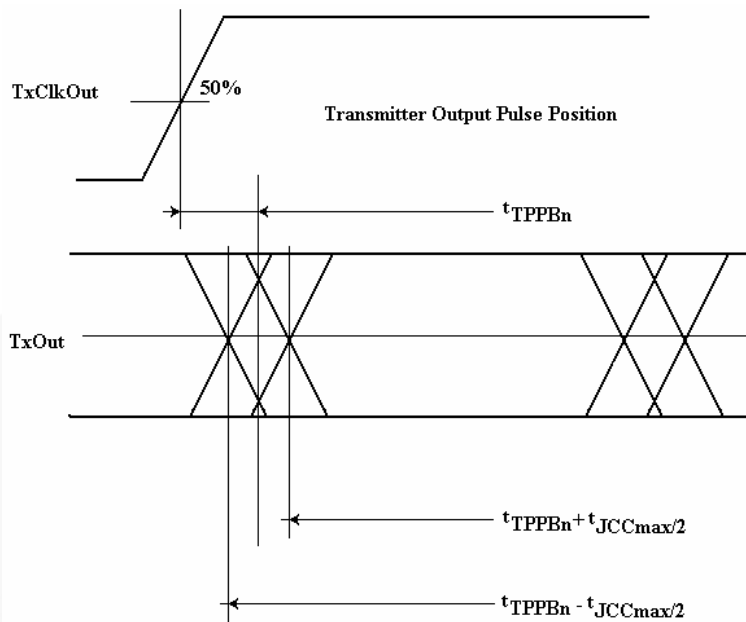 TxClkOut
50%
Transmitter Output Pulse Position
tTPPBn
TxOut
tTPPBn + tJCCmax/2
tTPPBn - tJCCmax/2